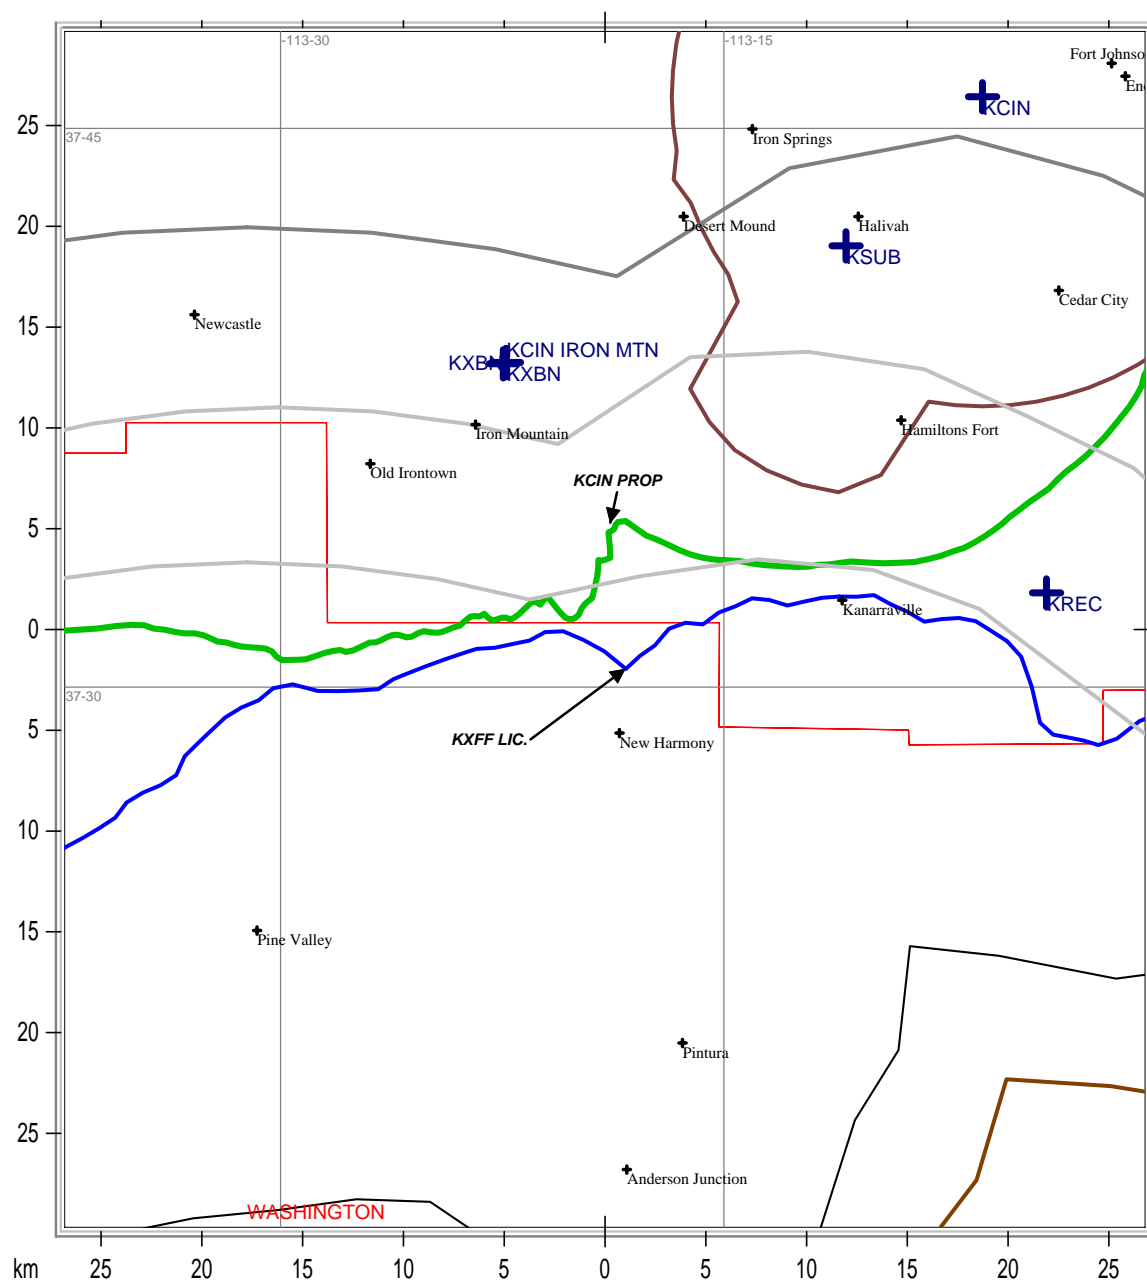 -113-30
-113-15
Fort Johnso
KCIN
37-45
Iron Springs
25
Desert Mound
Halivah
20
KSUB
Cedar City
Newcastle
15
KCIN IRON MTN
KXBN
Iron Mountain
Hamiltons Fort
10
Old Irontown
KCIN PROP
5
KREC
Kanarraville
0
37-30
KXFF LIC.
New Harmony
5
10
Pine Valley
15
20
Pintura
25
Anderson Junction
WASHINGTON
km
25
20
15
10
5
0
5
10
15
20
25